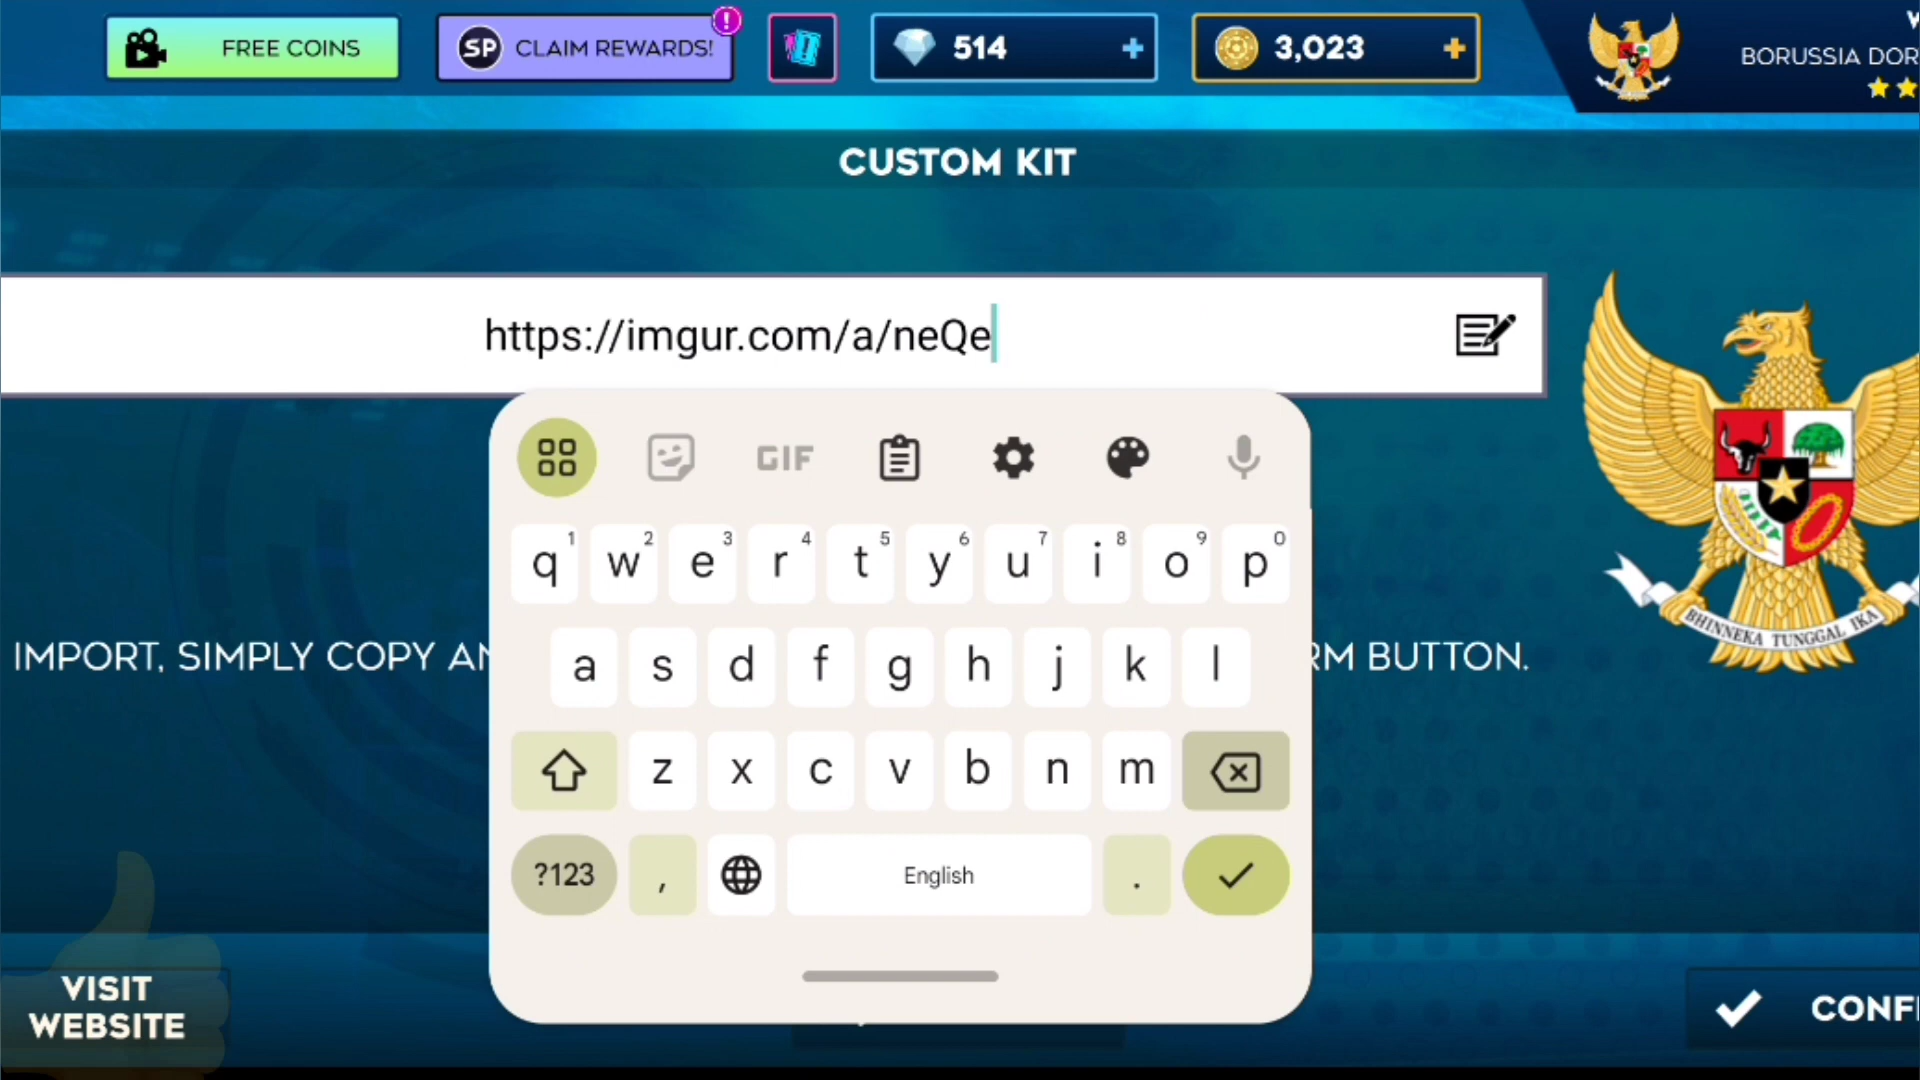 FREE COINS
SP CLAIM REWARDS! !
514 +
3,023 +
BORUSSIA DOR
CUSTOM KIT
https://imgur.com/a/neQe
GIF
q 1 w 2 e 3 r 4 t 5 y 6 u 7 i 8 o 9 p 0
a s d f g h j k l
z x c v b n m
?123 , English .
IMPORT, SIMPLY COPY AN
RM BUTTON.
BHINNEKA TUNGGAL IKA
VISIT
WEBSITE
CONFI